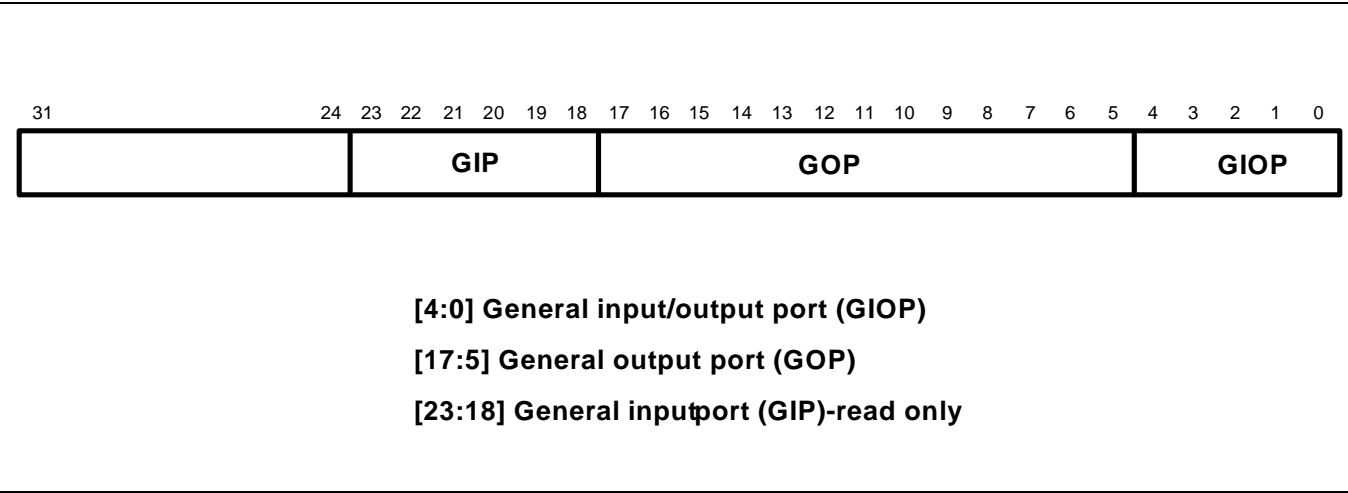 31 24 23 22 21 20 19 18 17 16 15 14 13 12 11 10 9 8 7 6 5 4 3 2 1 0
GIP GOP GIOP
[4:0] General input/output port (GIOP)
[17:5] General output port (GOP)
[23:18] General inputport (GIP)-read only